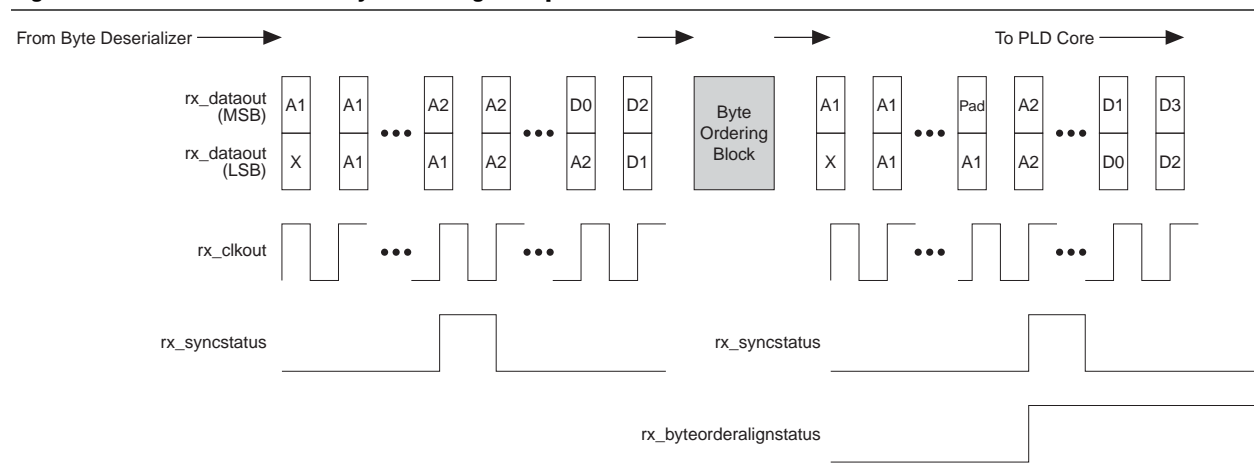 From Byte Deserializer
To PLD Core
rx_dataout
(MSB)
A1 A1 ••• A2 A2 ••• D0 D2
A1 A1 ••• Pad A2 ••• D1 D3
rx_dataout
(LSB)
X A1 A1 A2 A2 D1
X A1 A1 A2 D0 D2
Byte
Ordering
Block
rx_clkout
••• •••
••• •••
rx_syncstatus
rx_syncstatus
rx_byteorderalignstatus